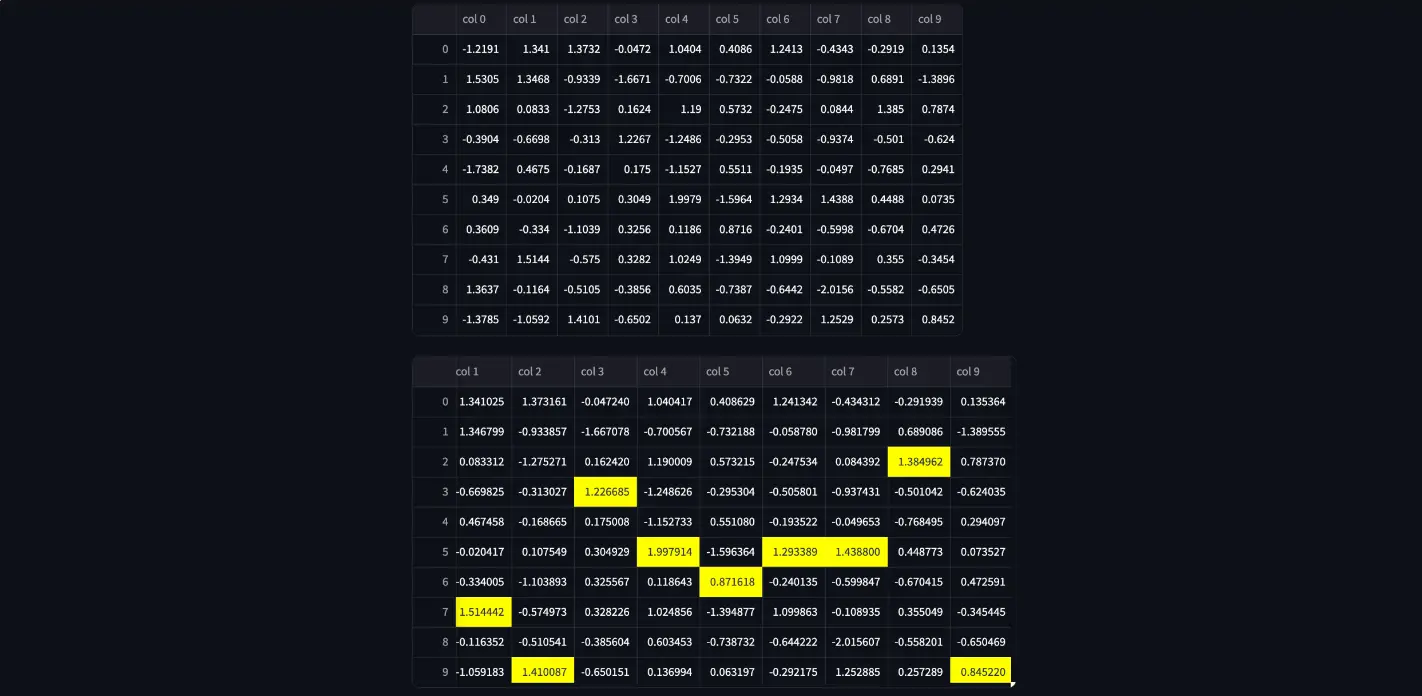 col 0 col 1 col 2 col 3 col 4 col 5 col 6 col 7 col 8 col 9
0 -1.2191 1.341 1.3732 -0.0472 1.0404 0.4086 1.2413 -0.4343 -0.2919 0.1354
1 1.5305 1.3468 -0.9339 -1.6671 -0.7006 -0.7322 -0.0588 -0.9818 0.6891 -1.3896
2 1.0806 0.0833 -1.2753 0.1624 1.19 0.5732 -0.2475 0.0844 1.385 0.7874
3 -0.3904 -0.6698 -0.313 1.2267 -1.2486 -0.2953 -0.5058 -0.9374 -0.501 -0.624
4 -1.7382 0.4675 -0.1687 0.175 -1.1527 0.5511 -0.1935 -0.0497 -0.7685 0.2941
5 0.349 -0.0204 0.1075 0.3049 1.9979 -1.5964 1.2934 1.4388 0.4488 0.0735
6 0.3609 -0.334 -1.1039 0.3256 0.1186 0.8716 -0.2401 -0.5998 -0.6704 0.4726
7 -0.431 1.5144 -0.575 0.3282 1.0249 -1.3949 1.0999 -0.1089 0.355 -0.3454
8 1.3637 -0.1164 -0.5105 -0.3856 0.6035 -0.7387 -0.6442 -2.0156 -0.5582 -0.6505
9 -1.3785 -1.0592 1.4101 -0.6502 0.137 0.0632 -0.2922 1.2529 0.2573 0.8452
col 1 col 2 col 3 col 4 col 5 col 6 col 7 col 8 col 9
0 1.341025 1.373161 -0.047240 1.040417 0.408629 1.241342 -0.434312 -0.291939 0.135364
1 1.346799 -0.933857 -1.667078 -0.700567 -0.732188 -0.058780 -0.981799 0.689086 -1.389555
2 0.083312 -1.275271 0.162420 1.190009 0.573215 -0.247534 0.084392 1.384962 0.787370
3 -0.669825 -0.313027 1.226685 -1.248626 -0.295304 -0.505801 -0.937431 -0.501042 -0.624035
4 0.467458 -0.168665 0.175008 -1.152733 0.551080 -0.193522 -0.049653 -0.768495 0.294097
5 -0.020417 0.107549 0.304929 1.997914 -1.596364 1.293389 1.438800 0.448773 0.073527
6 -0.334005 -1.103893 0.325567 0.118643 0.871618 -0.240135 -0.599847 -0.670415 0.472591
7 1.514442 -0.574973 0.328226 1.024856 -1.394877 1.099863 -0.108935 0.355049 -0.345445
8 -0.116352 -0.510541 -0.385604 0.603453 -0.738732 -0.644222 -2.015607 -0.558201 -0.650469
9 -1.059183 1.410087 -0.650151 0.136994 0.063197 -0.292175 1.252885 0.257289 0.845220